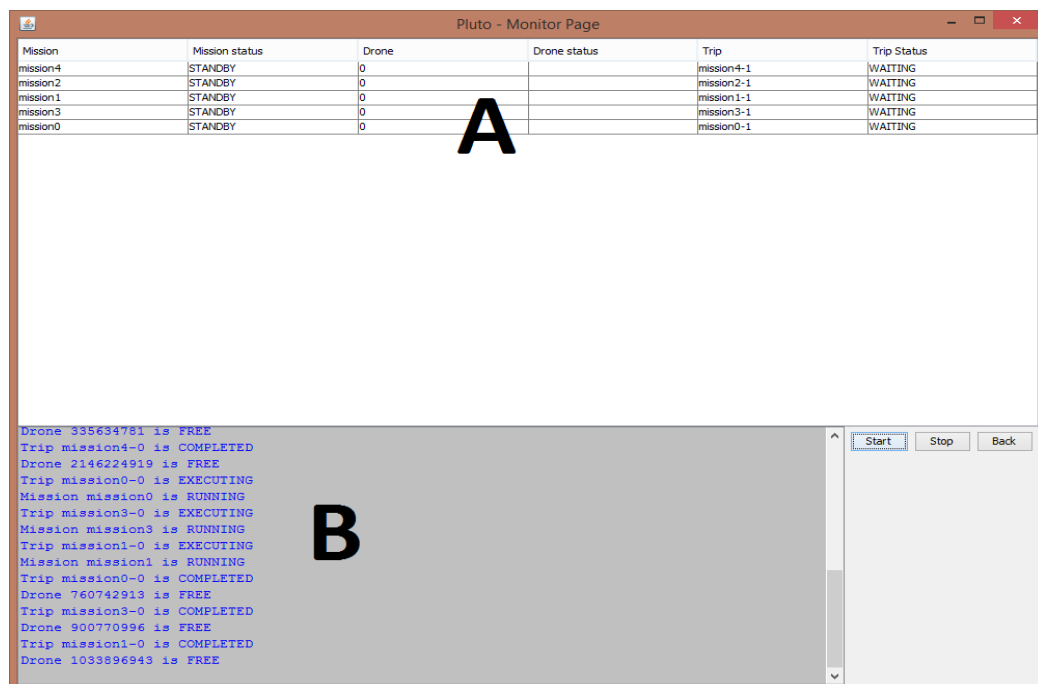 Pluto - Monitor Page
Mission Mission status Drone Drone status Trip Trip Status
mission4 STANDBY 0 mission4-1 WAITING
mission2 STANDBY 0 mission2-1 WAITING
mission1 STANDBY 0 mission1-1 WAITING
mission3 STANDBY 0 mission3-1 WAITING
mission0 STANDBY 0 mission0-1 WAITING
A
Drone 335634781 is FREE
Trip mission4-0 is COMPLETED
Drone 2146224919 is FREE
Trip mission0-0 is EXECUTING
Mission mission0 is RUNNING
Trip mission3-0 is EXECUTING
Mission mission3 is RUNNING
Trip mission1-0 is EXECUTING
Mission mission1 is RUNNING
Trip mission0-0 is COMPLETED
Drone 760742913 is FREE
Trip mission3-0 is COMPLETED
Drone 900770996 is FREE
Trip mission1-0 is COMPLETED
Drone 1033896943 is FREE
B
Start Stop Back